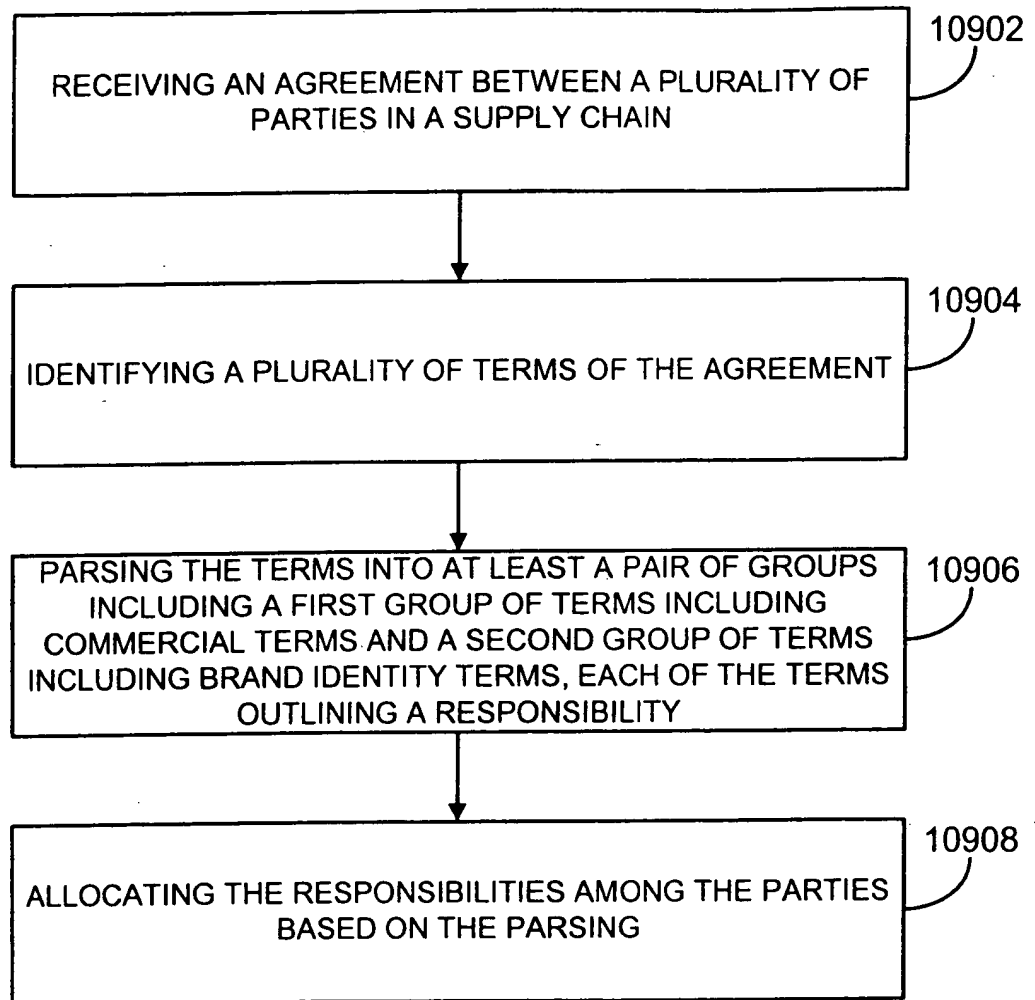 10902
RECEIVING AN AGREEMENT BETWEEN A PLURALITY OF
PARTIES IN A SUPPLY CHAIN
10904
IDENTIFYING A PLURALITY OF TERMS OF THE AGREEMENT
10906
PARSING THE TERMS INTO AT LEAST A PAIR OF GROUPS
INCLUDING A FIRST GROUP OF TERMS INCLUDING
COMMERCIAL TERMS AND A SECOND GROUP OF TERMS
INCLUDING BRAND IDENTITY TERMS, EACH OF THE TERMS
OUTLINING A RESPONSIBILITY
10908
ALLOCATING THE RESPONSIBILITIES AMONG THE PARTIES
BASED ON THE PARSING